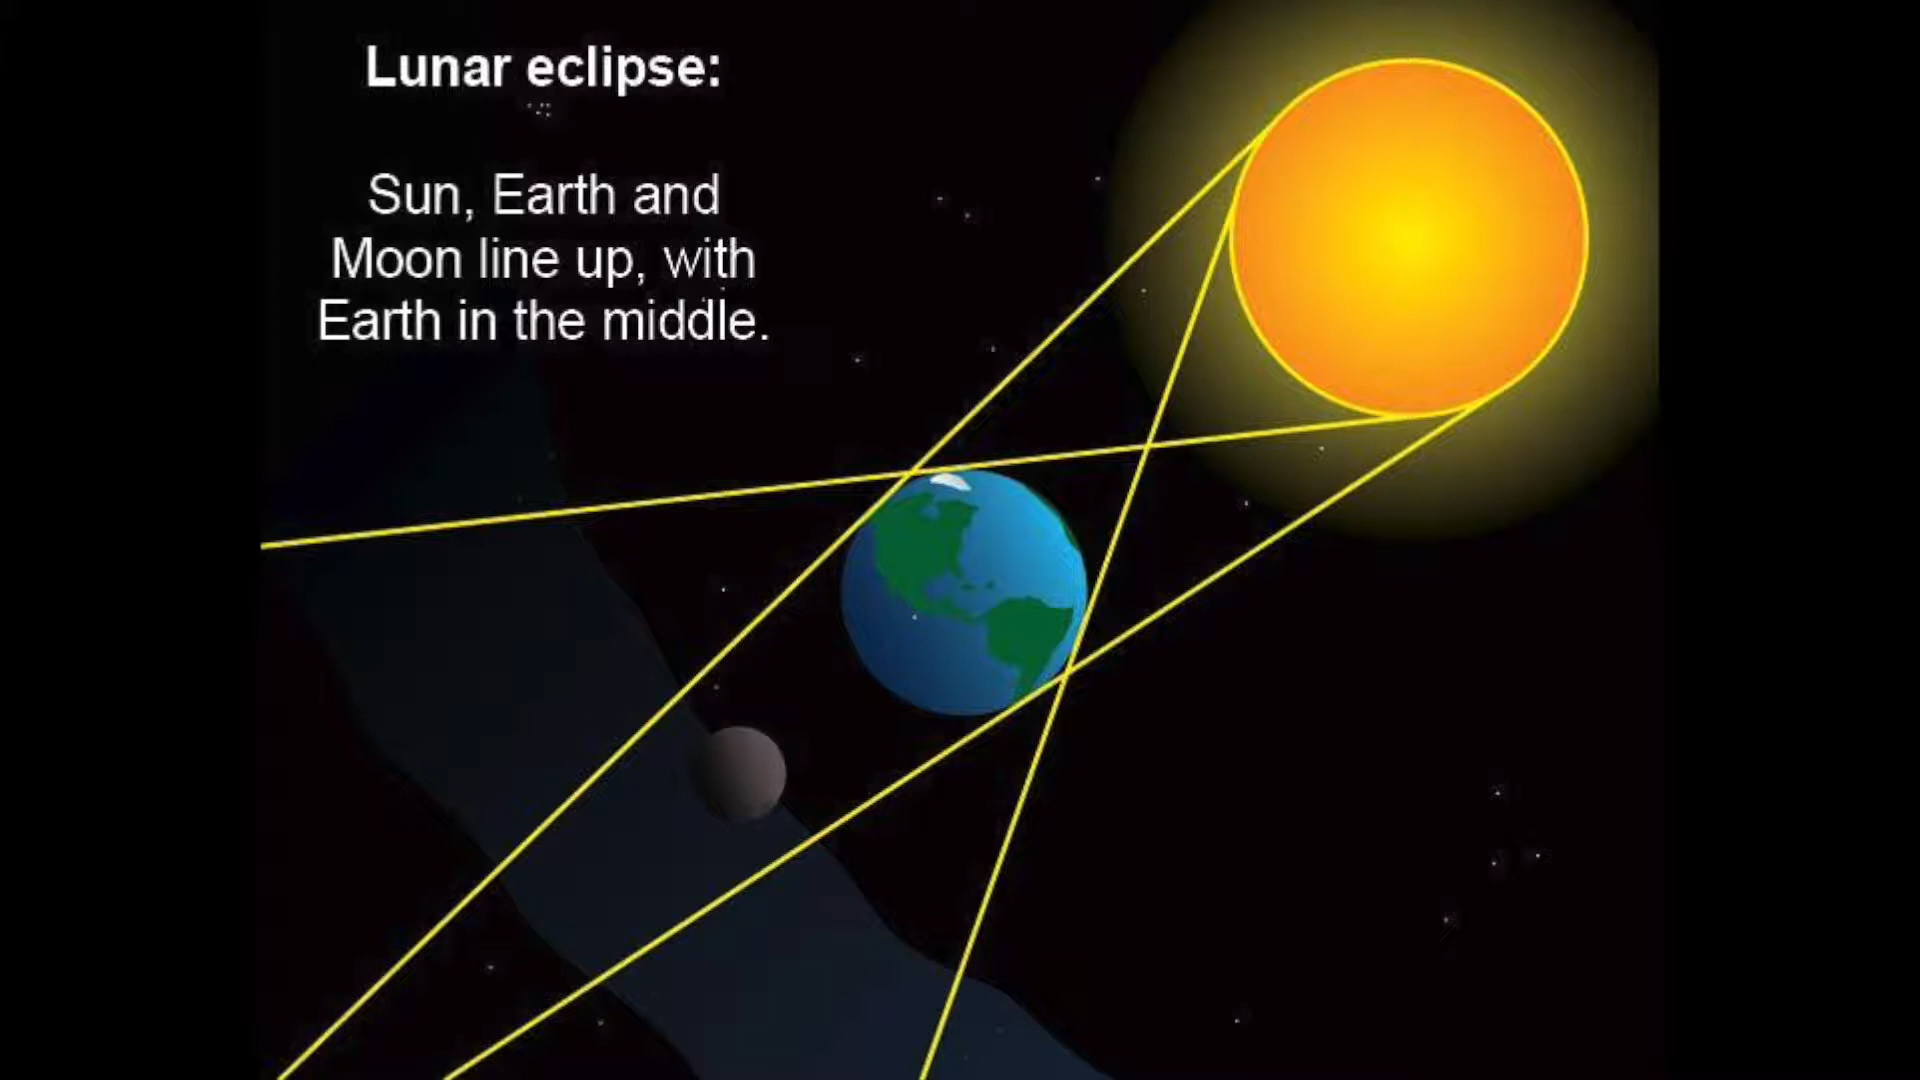 Lunar eclipse:
Sun, Earth and
Moon line up, with
Earth in the middle.